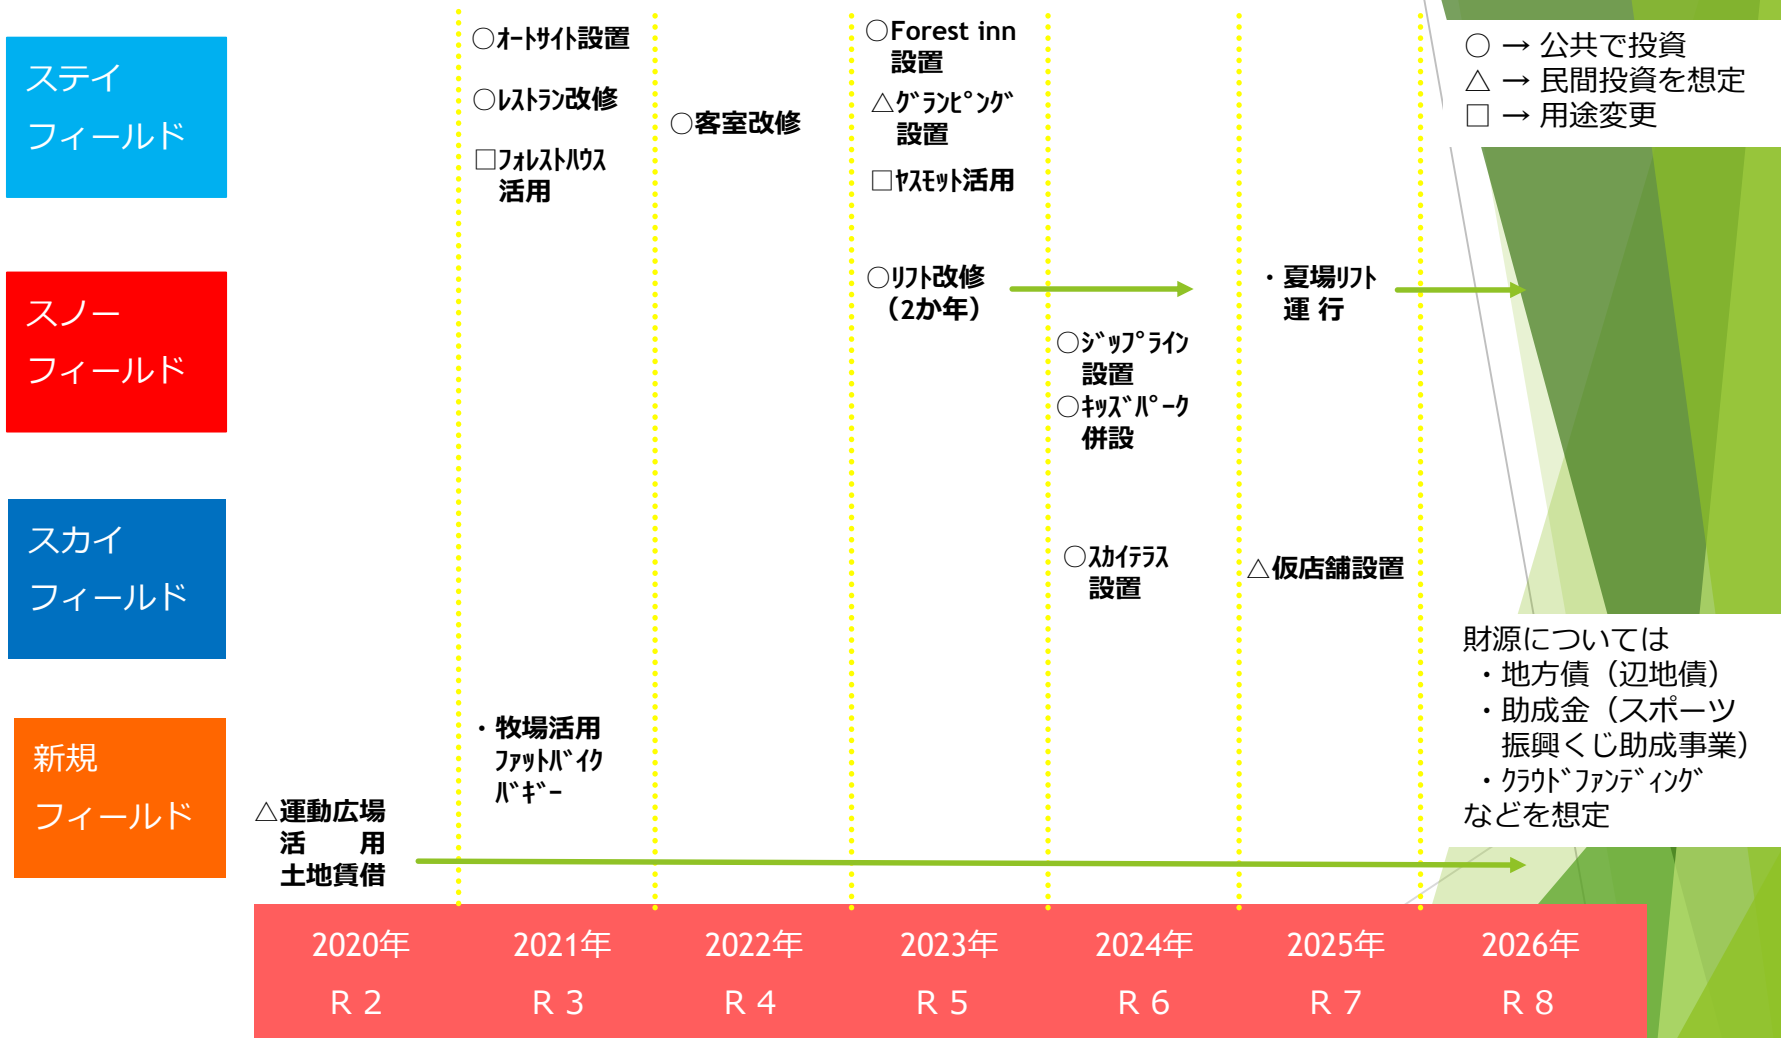 ステイ
フィールド
○ｵｰﾄｻｲﾄ設置
○ﾚｽﾄﾗﾝ改修
□ﾌｫﾚｽﾄﾊｳｽ
活用
○客室改修
○Forest inn
設置
△ｸﾞﾗﾝﾋﾟﾝｸﾞ
設置
□ﾔｽﾓｯﾄ活用
○ → 公共で投資
△ → 民間投資を想定
□ → 用途変更
スノー
フィールド
○ﾘﾌﾄ改修
（2か年）
○ｼﾞｯﾌﾟﾗｲﾝ
設置
○ｷｯｽﾞﾊﾟｰｸ
併設
・夏場ﾘﾌﾄ
運 行
スカイ
フィールド
○ｽｶｲﾃﾗｽ
設置
△仮店舗設置
新規
フィールド
△運動広場
活　　用
土地賃借
・牧場活用
ﾌｧｯﾄﾊﾞｲｸ
ﾊﾞｷﾞｰ
財源については
・地方債（辺地債）
・助成金（スポーツ
振興くじ助成事業）
・ｸﾗｳﾄﾞﾌｧﾝﾃﾞｨﾝｸﾞ
などを想定
2020年 2021年 2022年 2023年 2024年 2025年 2026年
Ｒ２ Ｒ３ Ｒ４ Ｒ５ Ｒ６ Ｒ７ Ｒ８